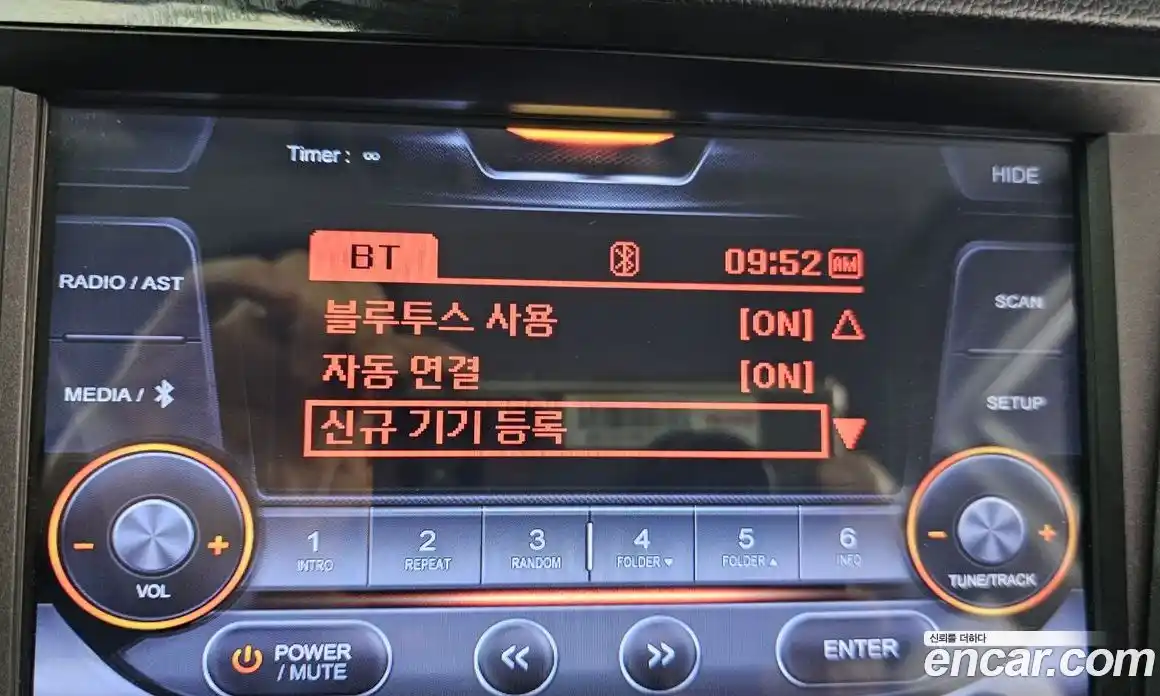 Timer : ∞
HIDE
BT 09:52 AM
RADIO / AST
SCAN
블루투스 사용 [ON]
자동 연결 [ON]
MEDIA /
SETUP
신규 기기 등록
- +
VOL
1 INTRO
2 REPEAT
3 RANDOM
4 FOLDER ▼
5 FOLDER ▲
6 INFO
- +
TUNE/TRACK
POWER
/ MUTE
<<
>>
ENTER
신뢰를 더하다
encar.com